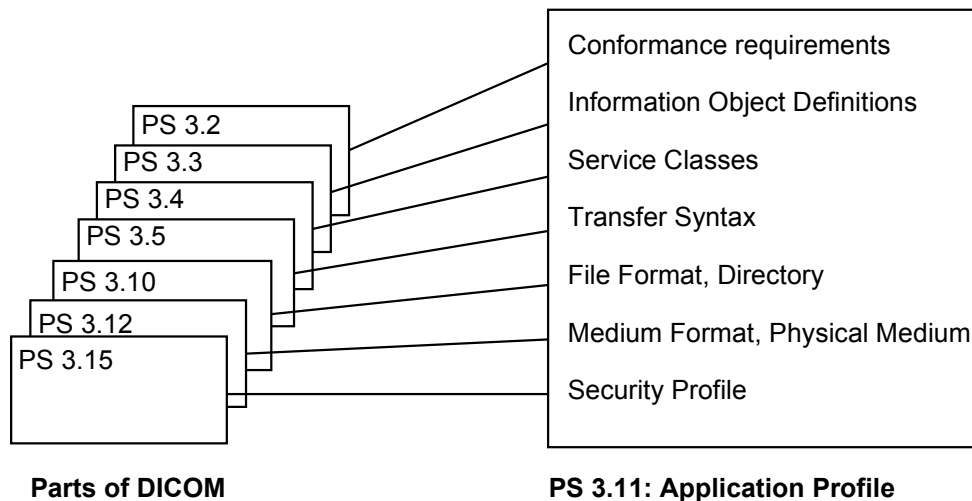 PS 3.2
PS 3.3
PS 3.4
PS 3.5
PS 3.10
PS 3.12
PS 3.15
Parts of DICOM
Conformance requirements
Information Object Definitions
Service Classes
Transfer Syntax
File Format, Directory
Medium Format, Physical Medium
Security Profile
PS 3.11: Application Profile